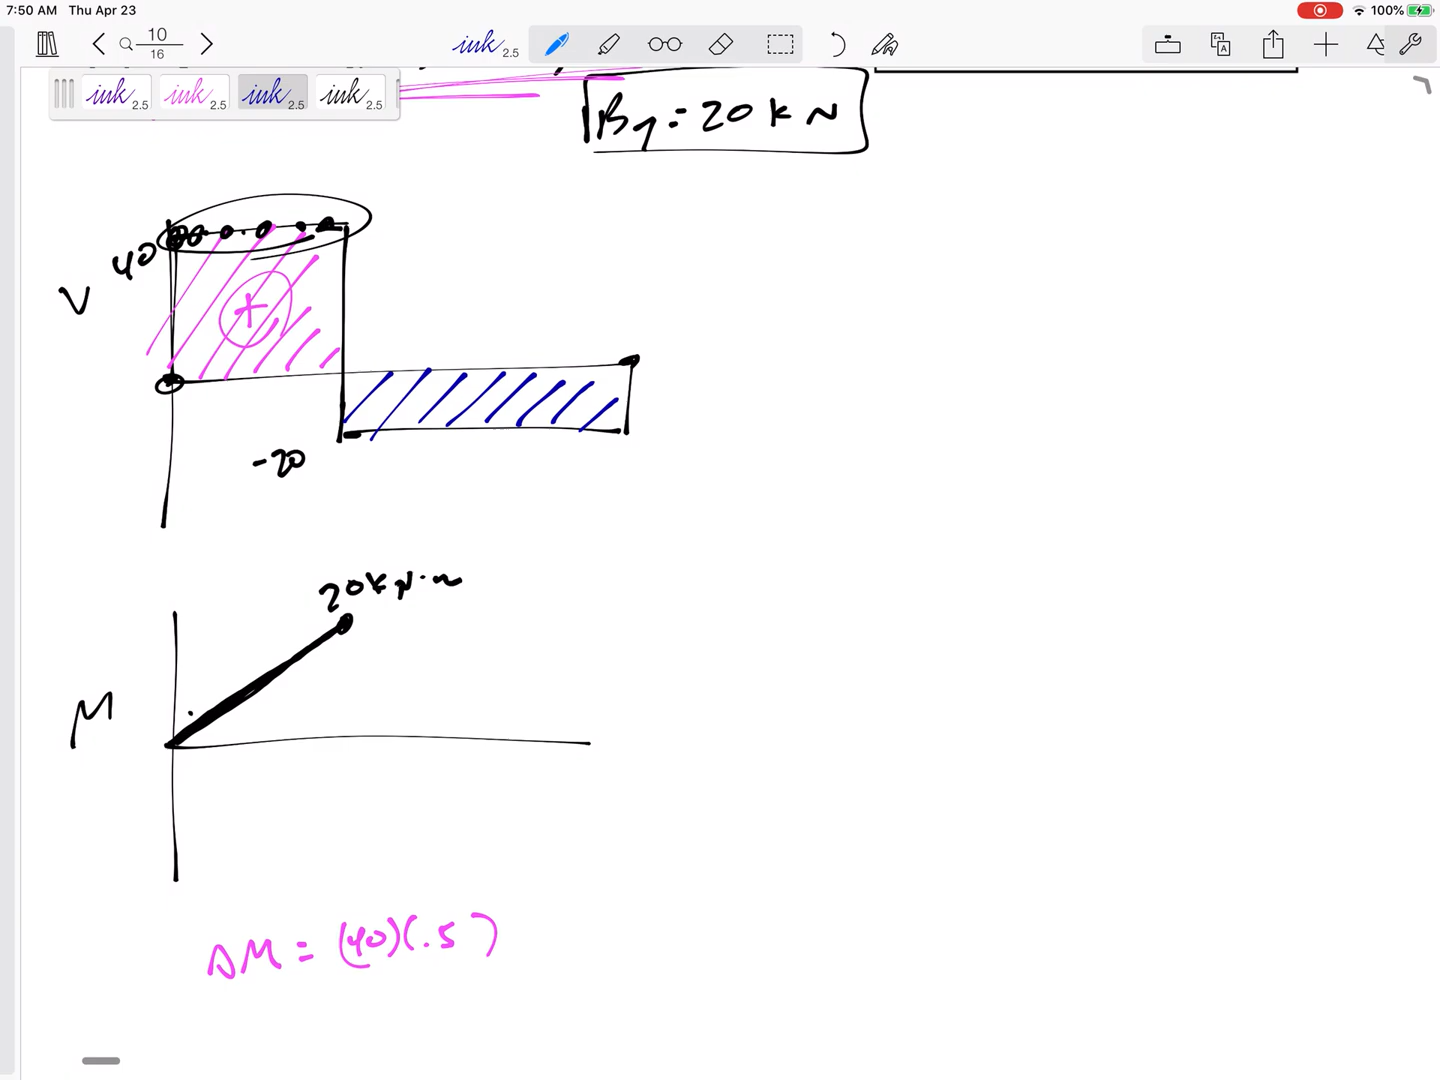 7:50 AM Thu Apr 23
100%
10
16
ink 2.5
ink 2.5
ink 2.5
ink 2.5
ink 2.5
By = 20 kN
40
V
+
-20
20 kN·m
M
ΔM = (40)(.5)